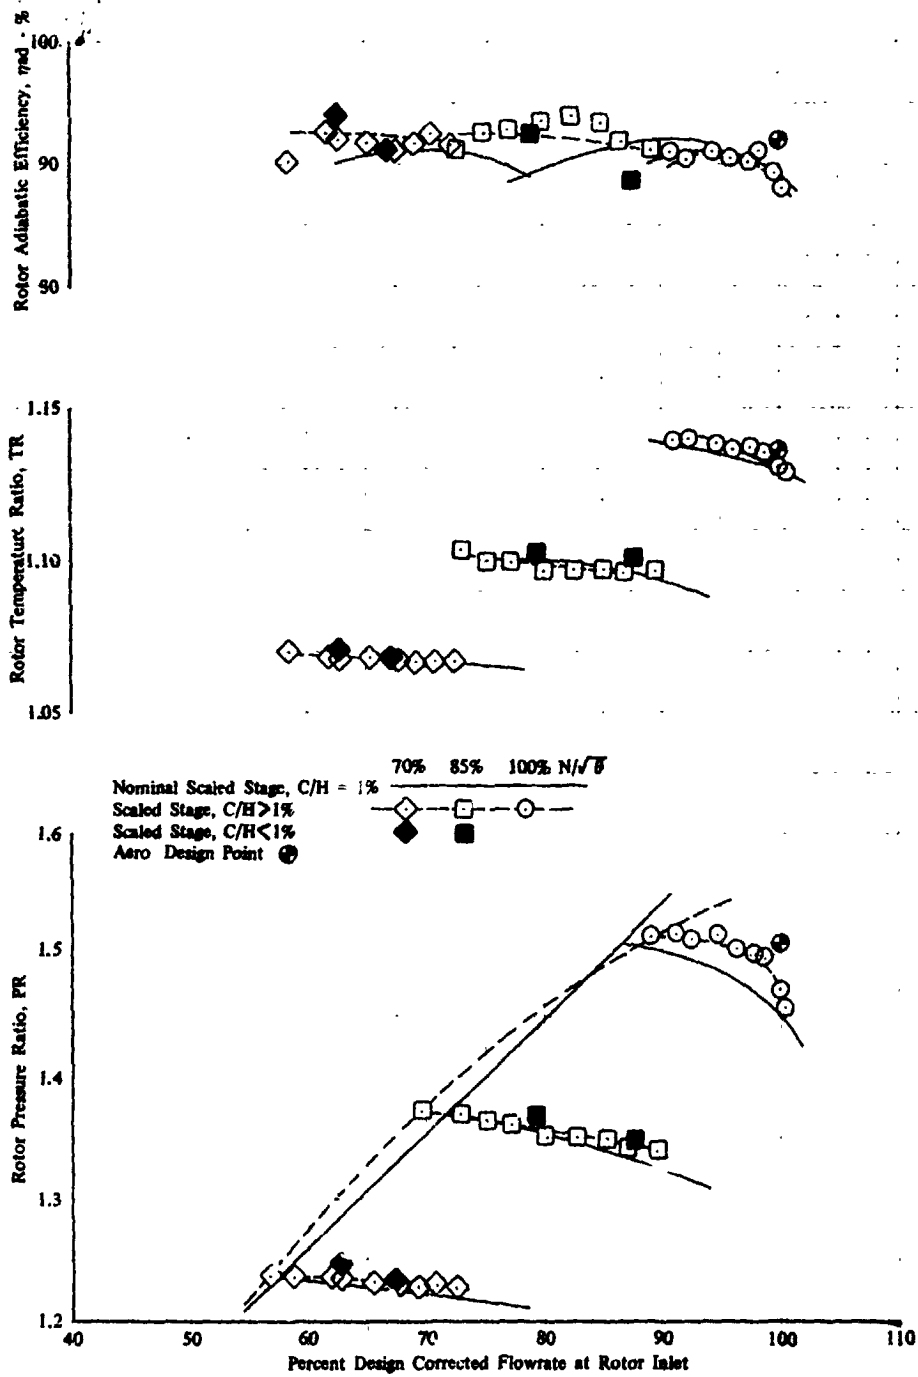 Rotor Adiabatic Efficiency, ηad - %
100
90
80
Rotor Temperature Ratio, TR
1.15
1.10
1.05
70% 85% 100% N/√θ
Nominal Scaled Stage, C/H = 1%
Scaled Stage, C/H>1%
Scaled Stage, C/H<1%
Aero Design Point
Rotor Pressure Ratio, PR
1.6
1.5
1.4
1.3
1.2
40 50 60 70 80 90 100 110
Percent Design Corrected Flowrate at Rotor Inlet